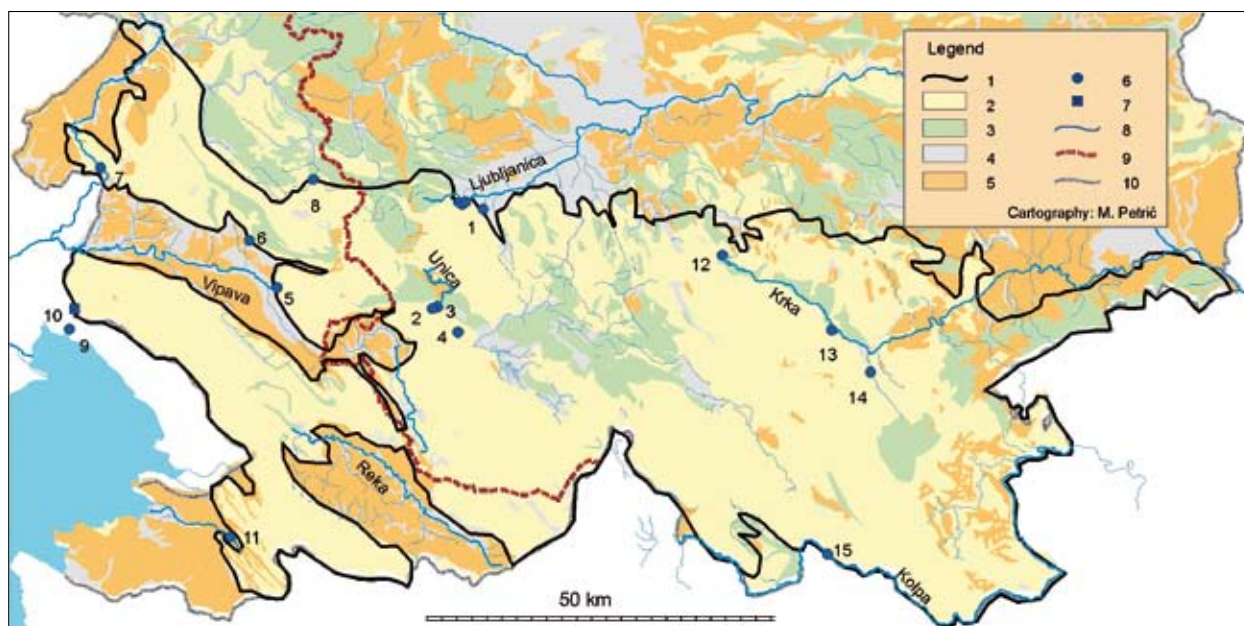 Legend
1 6
2 7
3 8
4 9
5 10
Cartography: M. Petrič
Ljubljanica
1
7
8
6
Unica
12
5
Vipava
2 3
Krka
10
4
9
13
14
Reka
11
15
Kolpa
50 km